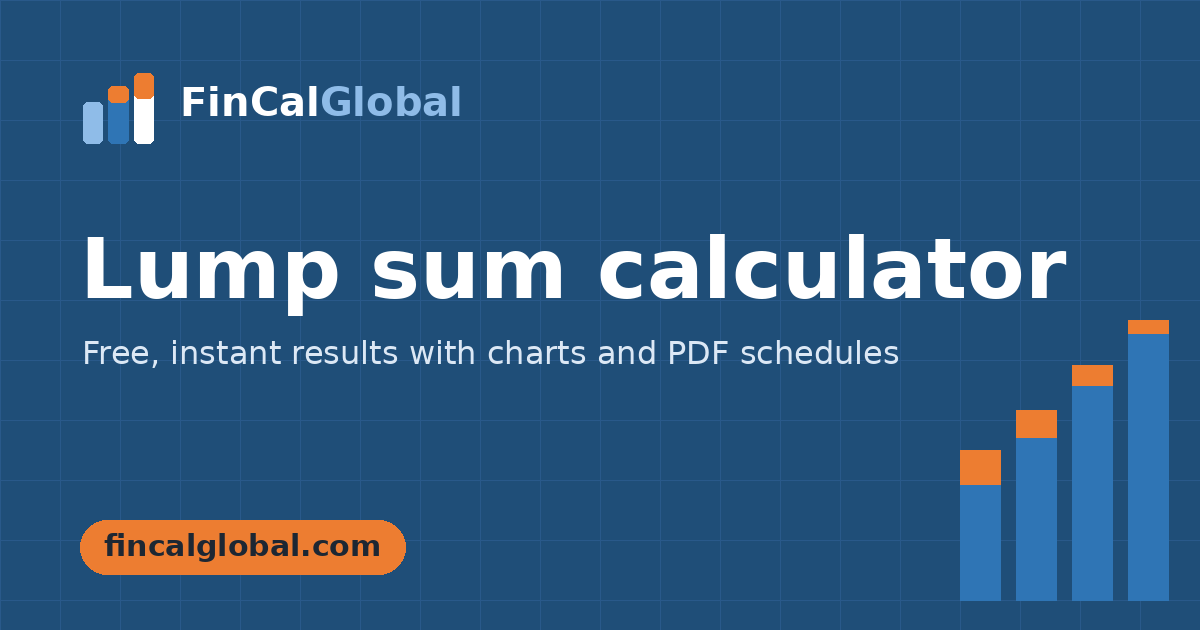 FinCalGlobal
Lump sum calculator
Free, instant results with charts and PDF schedules
fincalglobal.com